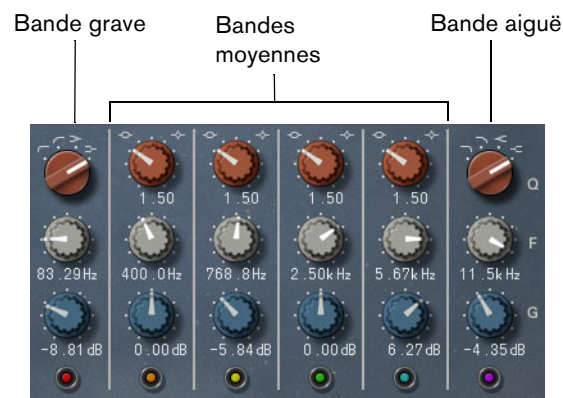 Bande grave
Bandes
moyennes
Bande aiguë
1.50 1.50 1.50 1.50 Q
83.29Hz 400.0Hz 768.8Hz 2.50kHz 5.67kHz 11.5kHz F
-8.81dB 0.00dB -5.84dB 0.00dB 6.27dB -4.35dB G